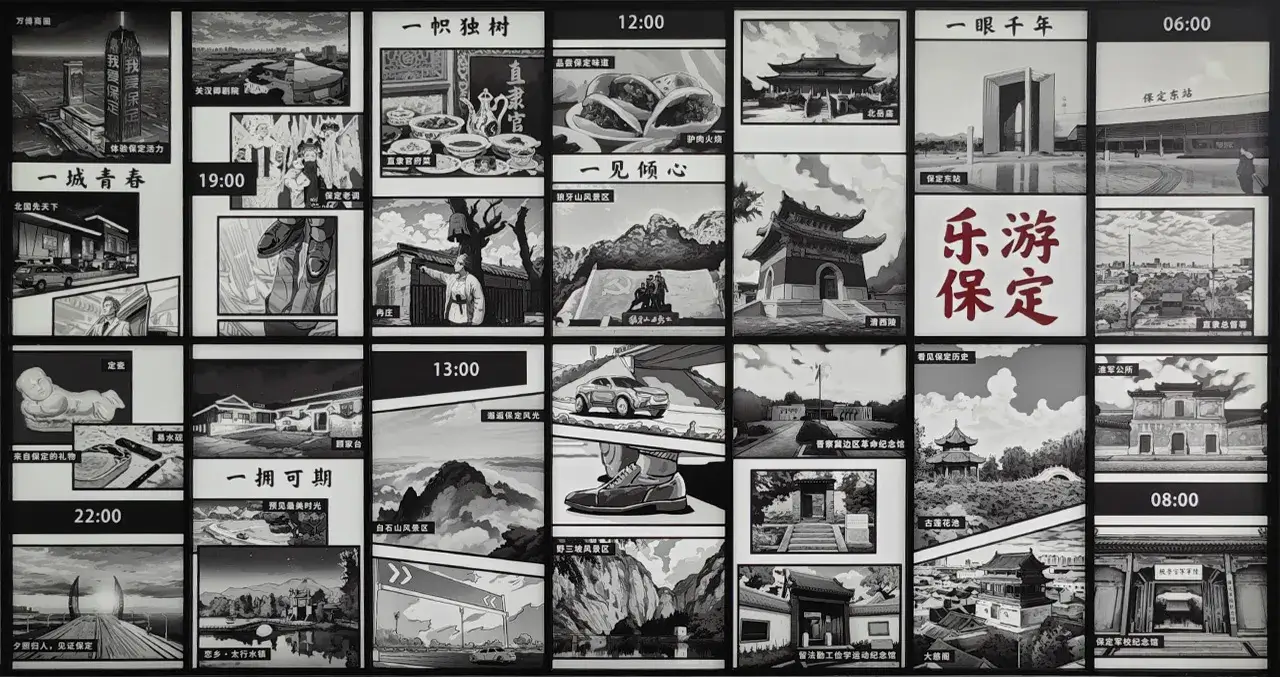 06:00
保定东站
直隶总督署
淮军公所
08:00
保定军校纪念馆
一眼千年
保定东站
乐游
保定
看见保定历史
古莲花池
大慈阁
北岳庙
清西陵
晋察冀边区革命纪念馆
留法勤工俭学运动纪念馆
12:00
品尝保定味道
驴肉火烧
一见倾心
狼牙山风景区
野三坡风景区
一帜独树
直隶官
直隶官府菜
冉庄
13:00
邂逅保定风光
白石山风景区
关汉卿剧院
19:00
保定老调
顾家台
一拥可期
预见最美时光
恋乡·太行水镇
万博商圈
我爱保定
我爱保定
体验保定活力
一城青春
北国先天下
定瓷
易水砚
来自保定的礼物
22:00
夕照归人，见证保定